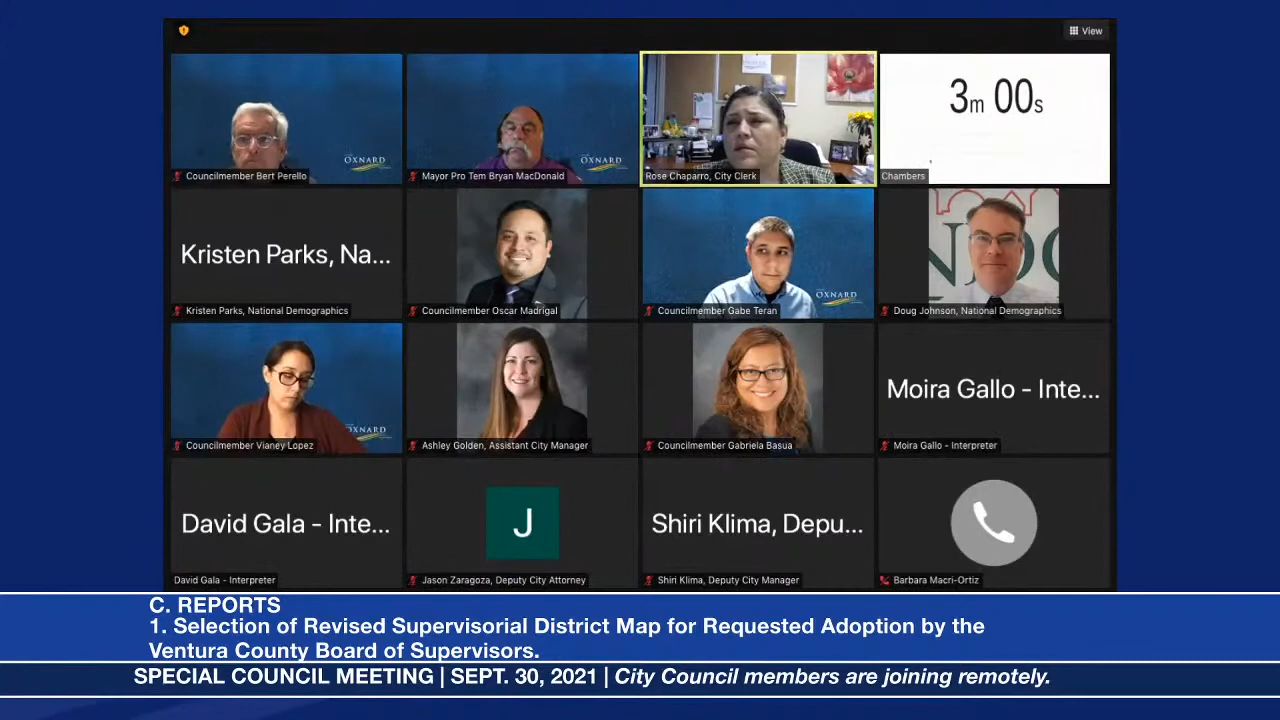 View
OXNARD
Councilmember Bert Perello
OXNARD
Mayor Pro Tem Bryan MacDonald
Rose Chaparro, City Clerk
3m 00s
Chambers
Kristen Parks, Na...
Kristen Parks, National Demographics
Councilmember Oscar Madrigal
OXNARD
Councilmember Gabe Teran
Doug Johnson, National Demographics
Councilmember Vianey Lopez
Ashley Golden, Assistant City Manager
Councilmember Gabriela Basua
Moira Gallo - Inte...
Moira Gallo - Interpreter
David Gala - Inte...
David Gala - Interpreter
J
Jason Zaragoza, Deputy City Attorney
Shiri Klima, Depu...
Shiri Klima, Deputy City Manager
Barbara Macri-Ortiz
C. REPORTS
1. Selection of Revised Supervisorial District Map for Requested Adoption by the
Ventura County Board of Supervisors.
SPECIAL COUNCIL MEETING | SEPT. 30, 2021 | City Council members are joining remotely.